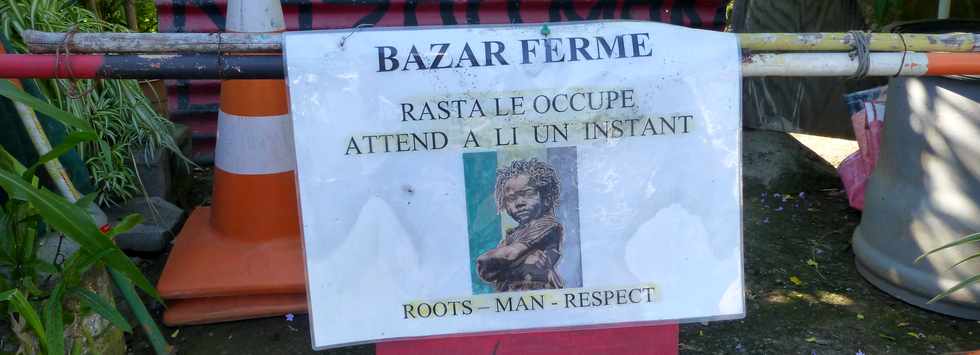 BAZAR FERME
RASTA LE OCCUPE
ATTEND A LI UN INSTANT
ROOTS – MAN - RESPECT